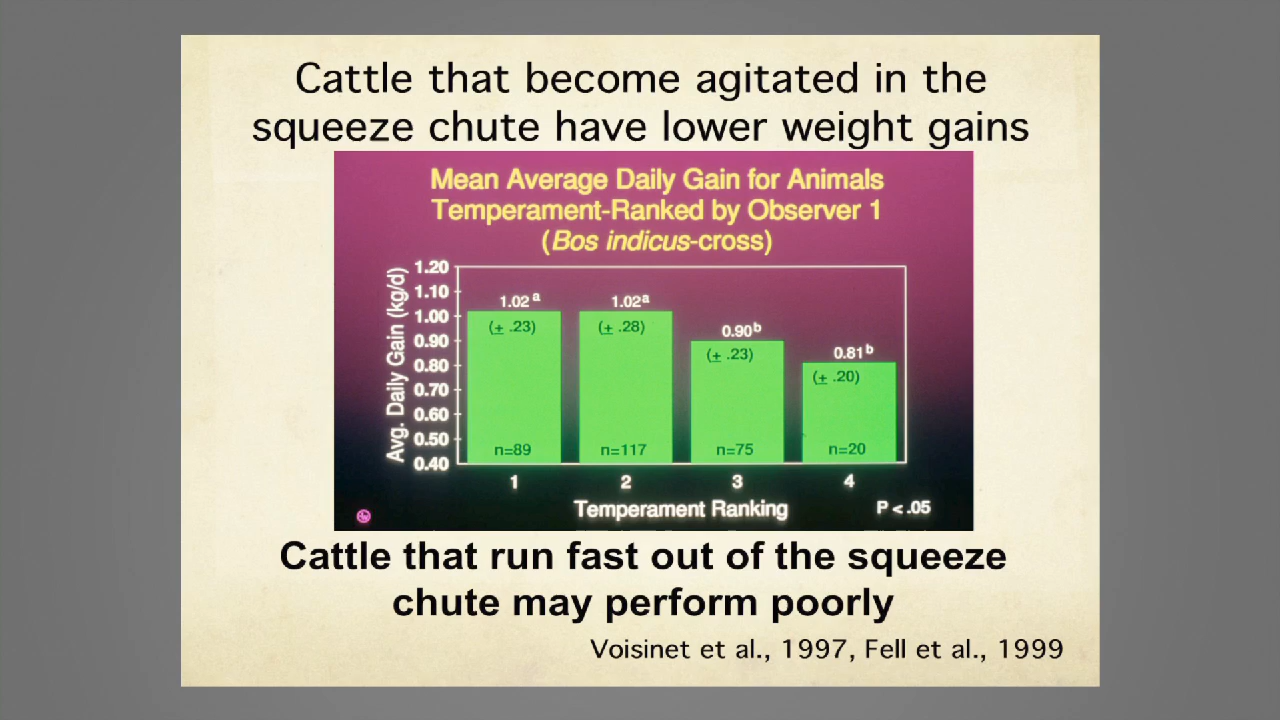 Cattle that become agitated in the
squeeze chute have lower weight gains
Mean Average Daily Gain for Animals
Temperament-Ranked by Observer 1
(Bos indicus-cross)
Avg. Daily Gain (kg/d)
1.20
1.10
1.00
0.90
0.80
0.70
0.60
0.50
0.40
1.02 a
1.02 a
0.90 b
0.81 b
(± .23)
(± .28)
(± .23)
(± .20)
n=89
n=117
n=75
n=20
1
2
3
4
Temperament Ranking
P < .05
Cattle that run fast out of the squeeze
chute may perform poorly
Voisinet et al., 1997, Fell et al., 1999